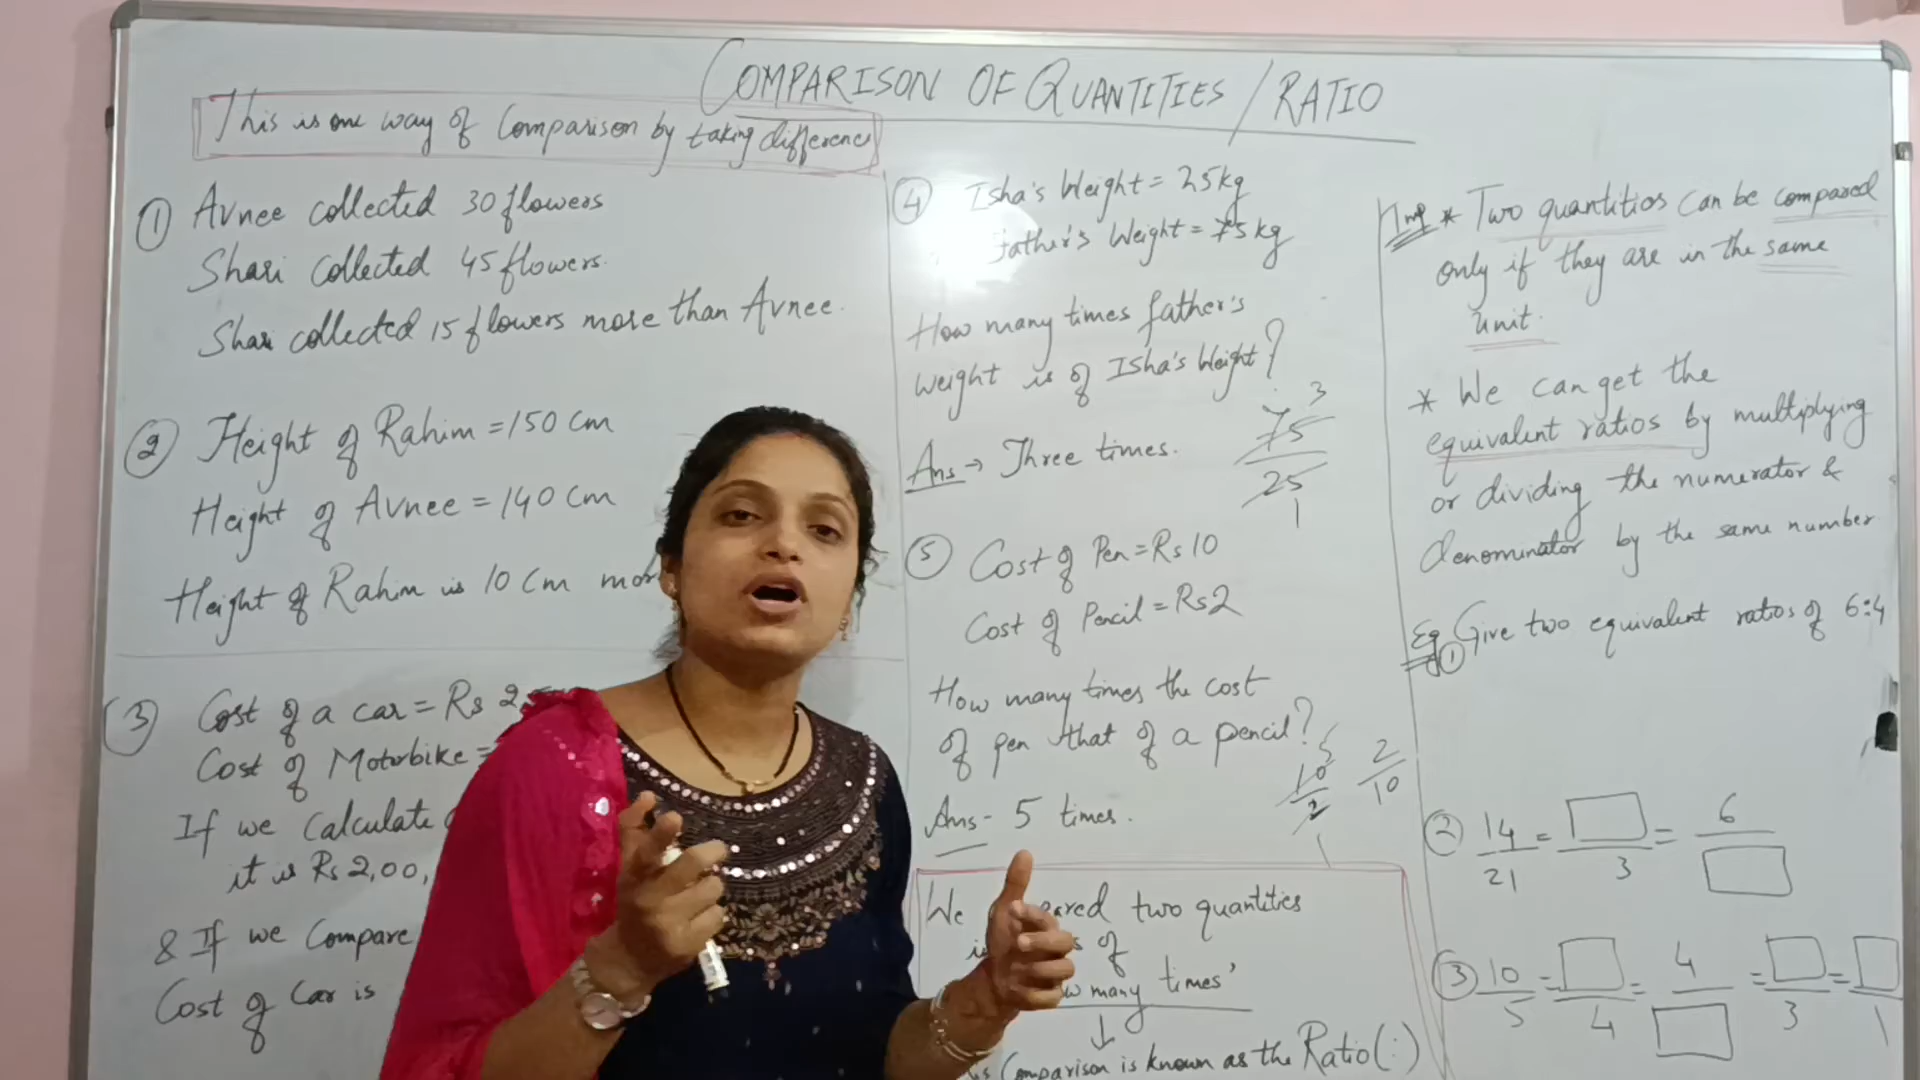 COMPARISON OF QUANTITIES / RATIO
This is one way of Comparison by taking difference
① Avnee collected 30 flowers
Shari collected 45 flowers.
Shari collected 15 flowers more than Avnee.
② Height of Rahim = 150 cm
Height of Avnee = 140 cm
Height of Rahim is 10 cm
③ Cost of a car = Rs
Cost of Motorbike =
If we calculate
it is Rs 2,00,
& If we compare
Cost of Car is
④ Isha's Weight = 25 kg
father's Weight = 75 kg
How many times father's
weight is of Isha's Weight?
Ans → Three times.
3
75
25
1
⑤ Cost of Pen = Rs 10
Cost of Pencil = Rs 2
How many times the cost
of pen that of a pencil?
Ans - 5 times.
5
10
2
1
2
10
We two quantities
of
many times'
↓
Comparison is known as the Ratio (:)
Imp * Two quantities can be compared
only if they are in the same
unit.
* We can get the
equivalent ratios by multiplying
or dividing the numerator &
denominator by the same number
Eg ① Give two equivalent ratios of 6:4
② 14/21 = □/3 = 6/□
③ 10/5 = □/4 = 4/□ = □/3 = □/1